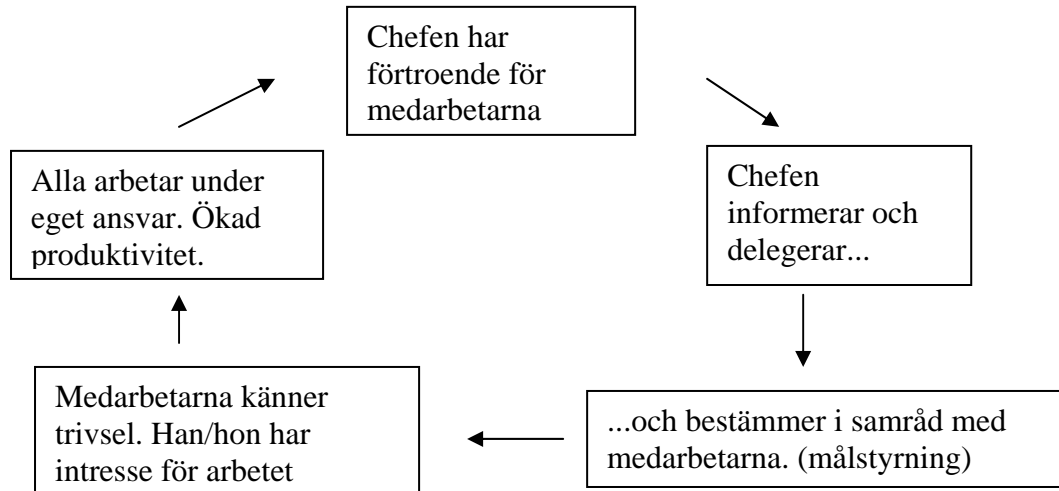 Chefen har
förtroende för
medarbetarna
Chefen
informerar och
delegerar...
...och bestämmer i samråd med
medarbetarna. (målstyrning)
Medarbetarna känner
trivsel. Han/hon har
intresse för arbetet
Alla arbetar under
eget ansvar. Ökad
produktivitet.